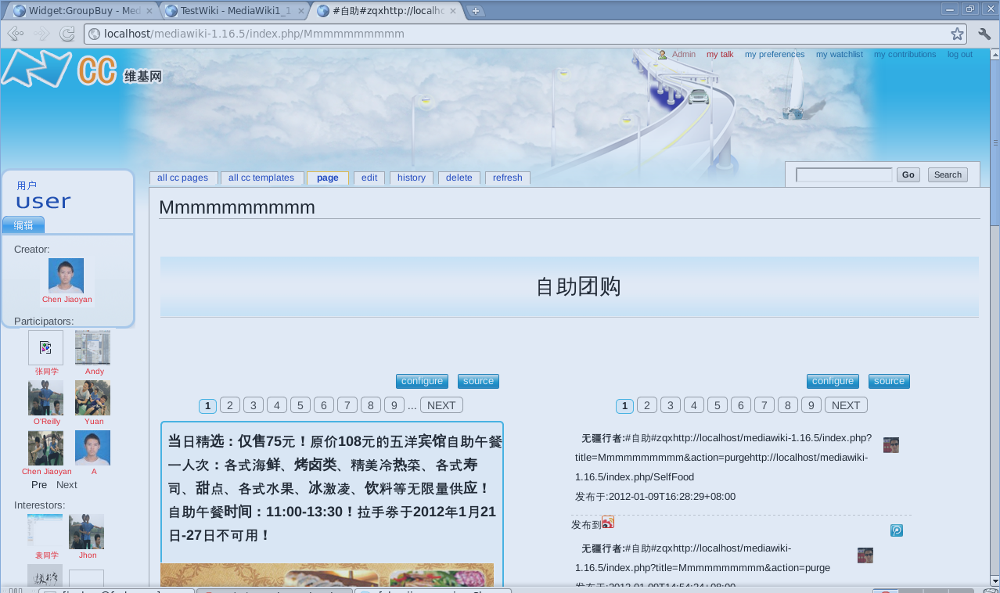 Widget:GroupBuy - Med
TestWiki - MediaWiki1_1
#自助#zqxhttp://localho
localhost/mediawiki-1.16.5/index.php/Mmmmmmmmmm
CC 维基网
Admin my talk my preferences my watchlist my contributions log out
all cc pages all cc templates page edit history delete refresh
Go Search
用户
user
编辑
Creator:
Chen Jiaoyan
Participators:
张同学 Andy
O'Reilly Yuan
Chen Jiaoyan A
Pre Next
Interestors:
袁同学 Jhon
Mmmmmmmmmm
自助团购
configure source
1 2 3 4 5 6 7 8 9 ... NEXT
当日精选：仅售75元！原价108元的五洋宾馆自助午餐
一人次：各式海鲜、烤卤类、精美冷热菜、各式寿
司、甜点、各式水果、冰激凌、饮料等无限量供应！
自助午餐时间：11:00-13:30！拉手券于2012年1月21
日-27日不可用！
configure source
1 2 3 4 5 6 7 8 9 NEXT
无疆行者:#自助#zqxhttp://localhost/mediawiki-1.16.5/index.php?
title=Mmmmmmmmmm&action=purgehttp://localhost/mediawiki-
1.16.5/index.php/SelfFood
发布于:2012-01-09T16:28:29+08:00
发布到
无疆行者:#自助#zqxhttp://localhost/mediawiki-
1.16.5/index.php?title=Mmmmmmmmmm&action=purge
发布于:2012-01-09T14:54:24+08:00